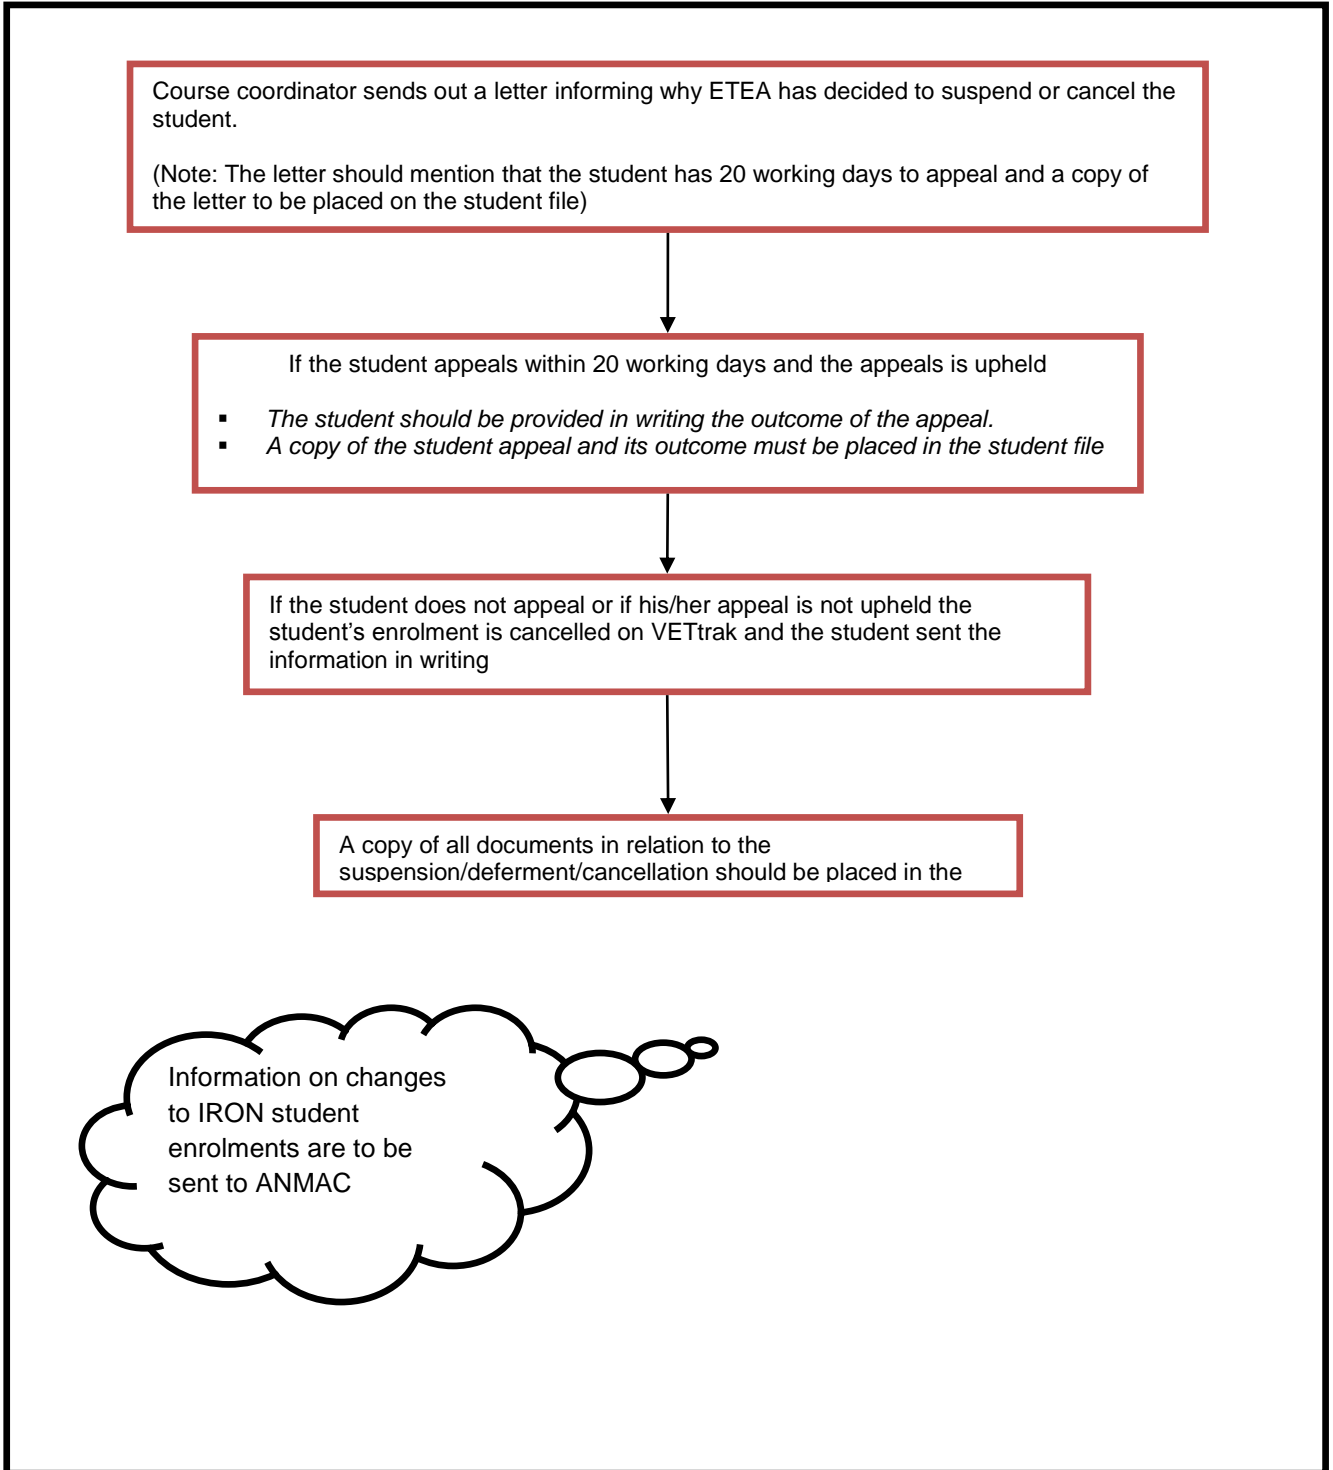 Course coordinator sends out a letter informing why ETEA has decided to suspend or cancel the
student.
(Note: The letter should mention that the student has 20 working days to appeal and a copy of
the letter to be placed on the student file)
If the student appeals within 20 working days and the appeals is upheld
▪ The student should be provided in writing the outcome of the appeal.
▪ A copy of the student appeal and its outcome must be placed in the student file
If the student does not appeal or if his/her appeal is not upheld the
student's enrolment is cancelled on VETtrak and the student sent the
information in writing
A copy of all documents in relation to the
suspension/deferment/cancellation should be placed in the
Information on changes
to IRON student
enrolments are to be
sent to ANMAC